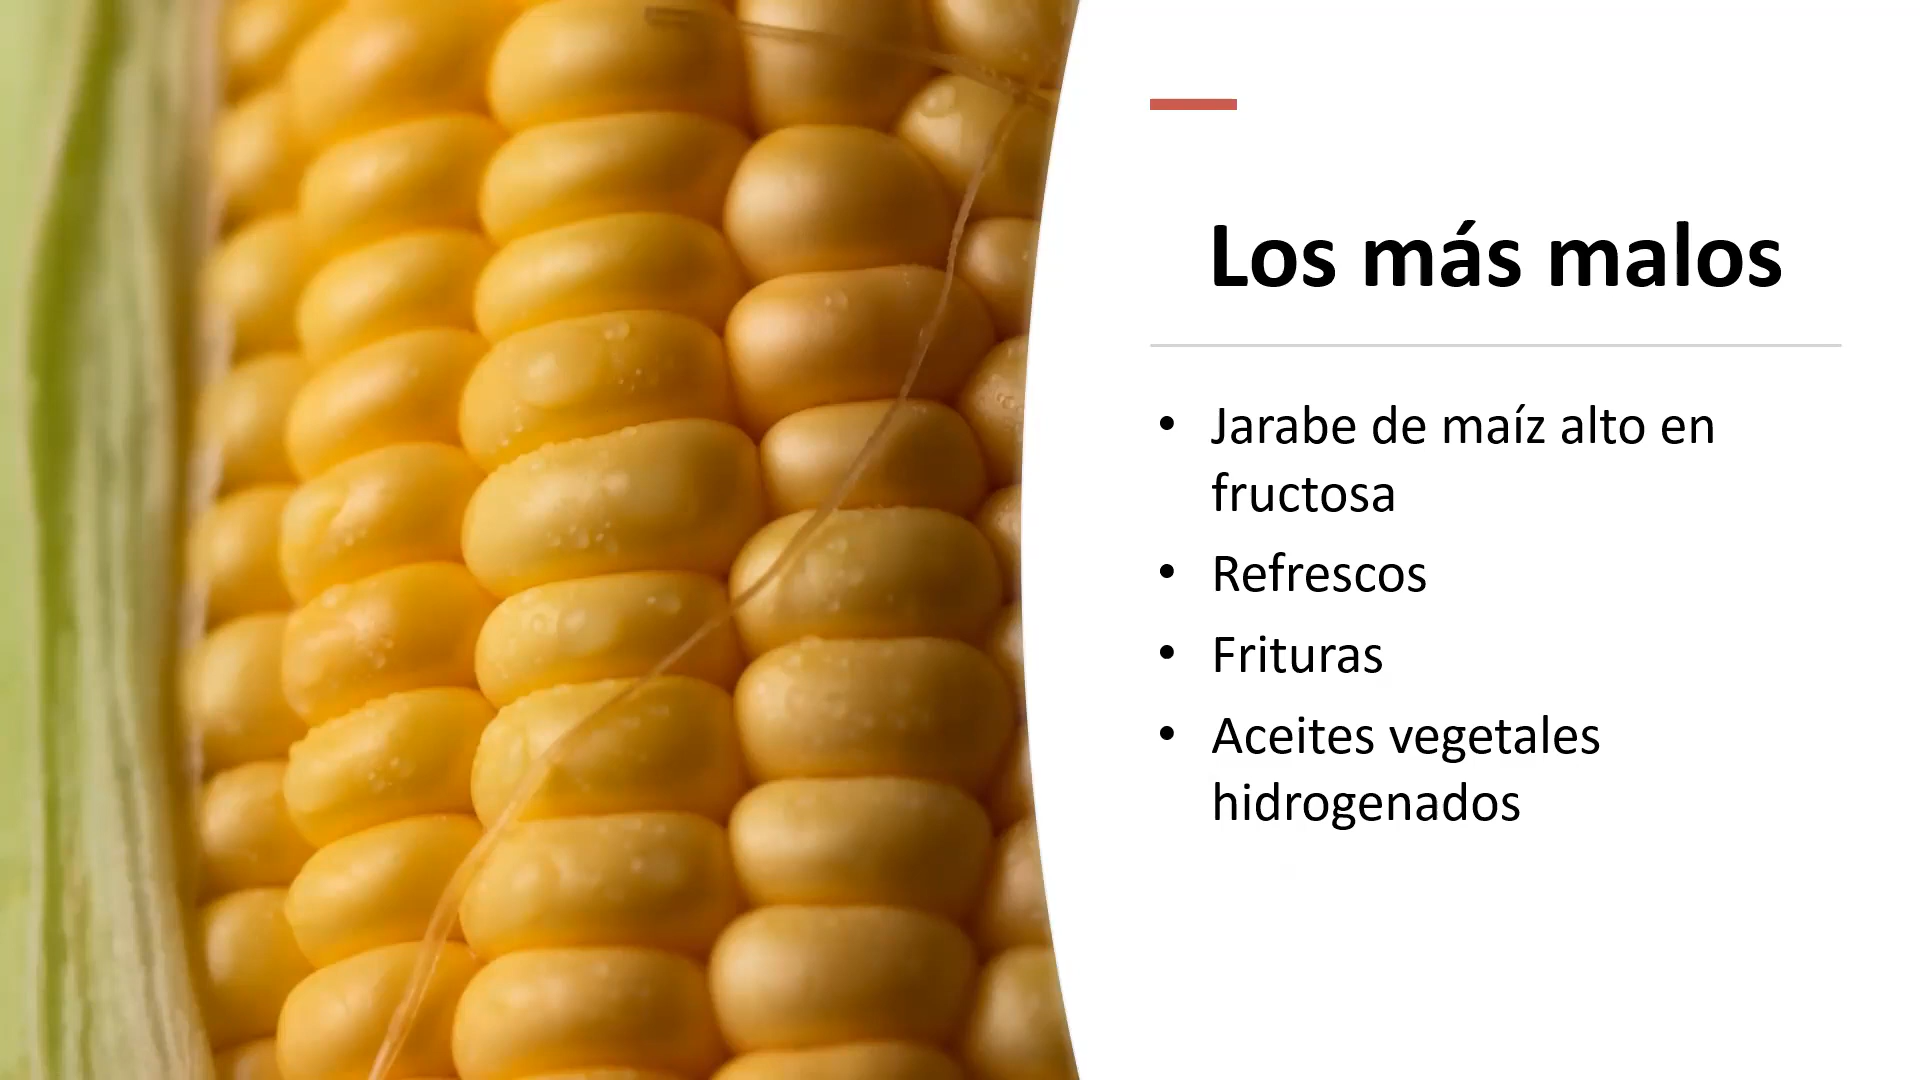 Los más malos
• Jarabe de maíz alto en
fructosa
• Refrescos
• Frituras
• Aceites vegetales
hidrogenados